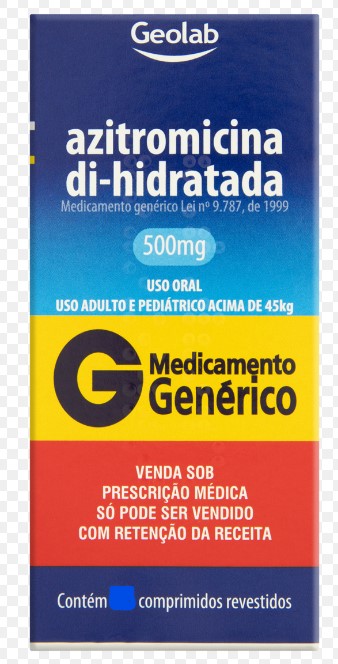 Geolab
azitromicina
di-hidratada
Medicamento genérico Lei nº 9.787, de 1999
500mg
USO ORAL
USO ADULTO E PEDIÁTRICO ACIMA DE 45kg
G Medicamento
Genérico
VENDA SOB
PRESCRIÇÃO MÉDICA
SÓ PODE SER VENDIDO
COM RETENÇÃO DA RECEITA
Contém comprimidos revestidos